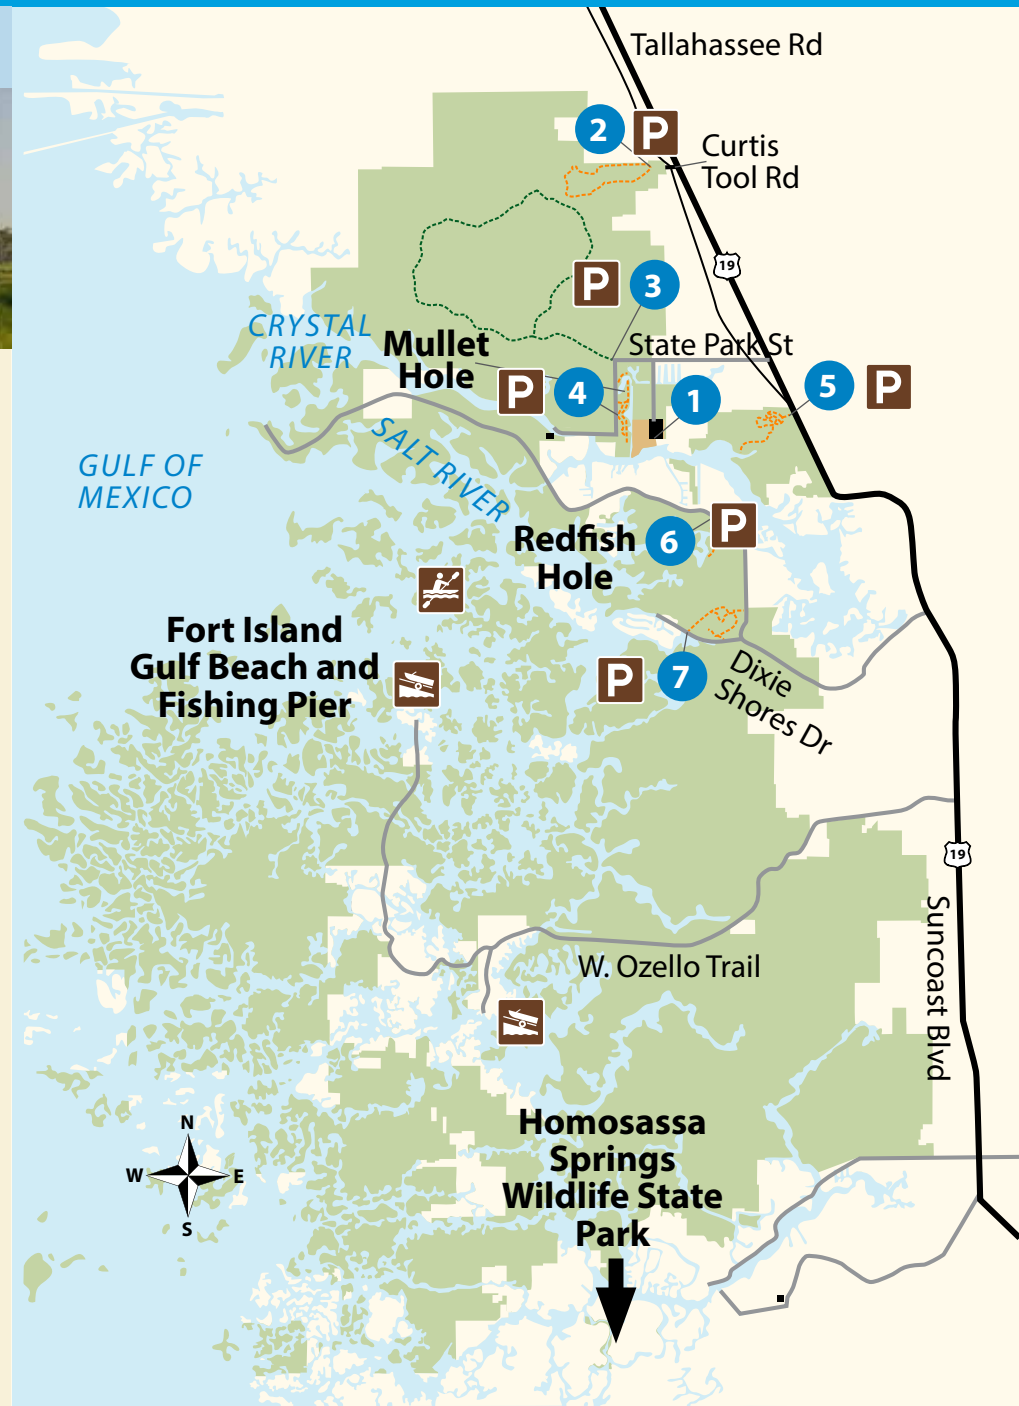 Tallahassee Rd
2
P
Curtis
Tool Rd
19
P
3
CRYSTAL
RIVER
Mullet
Hole
State Park St
P
4
1
5
P
SALT RIVER
GULF OF
MEXICO
Redfish
Hole
6
P
Fort Island
Gulf Beach and
Fishing Pier
P
7
Dixie
Shores Dr
19
Suncoast Blvd
W. Ozello Trail
N
W
E
S
Homosassa
Springs
Wildlife State
Park